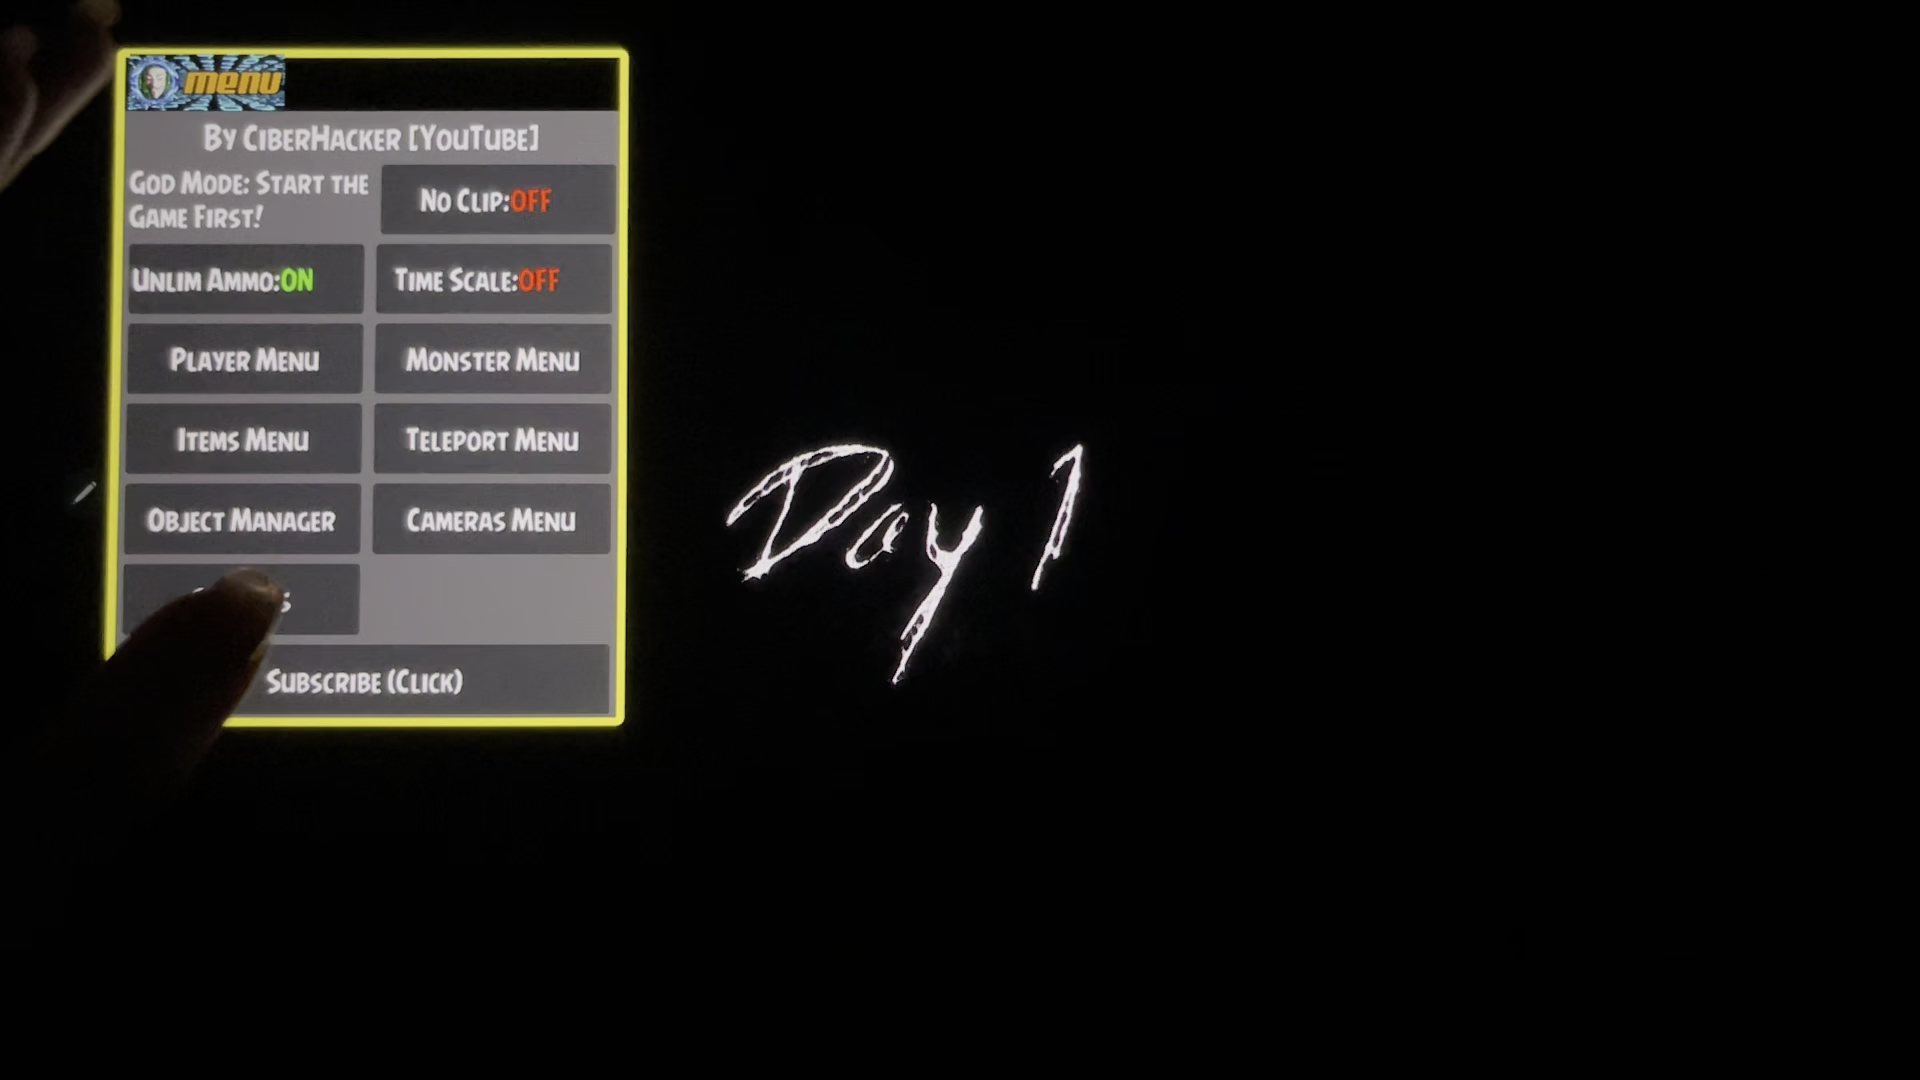 menu
By CiberHacker [YouTube]
God Mode: Start the
Game First!
No Clip:OFF
Unlim Ammo:ON
Time Scale:OFF
Player Menu
Monster Menu
Items Menu
Teleport Menu
Object Manager
Cameras Menu
Subscribe (Click)
Day 1